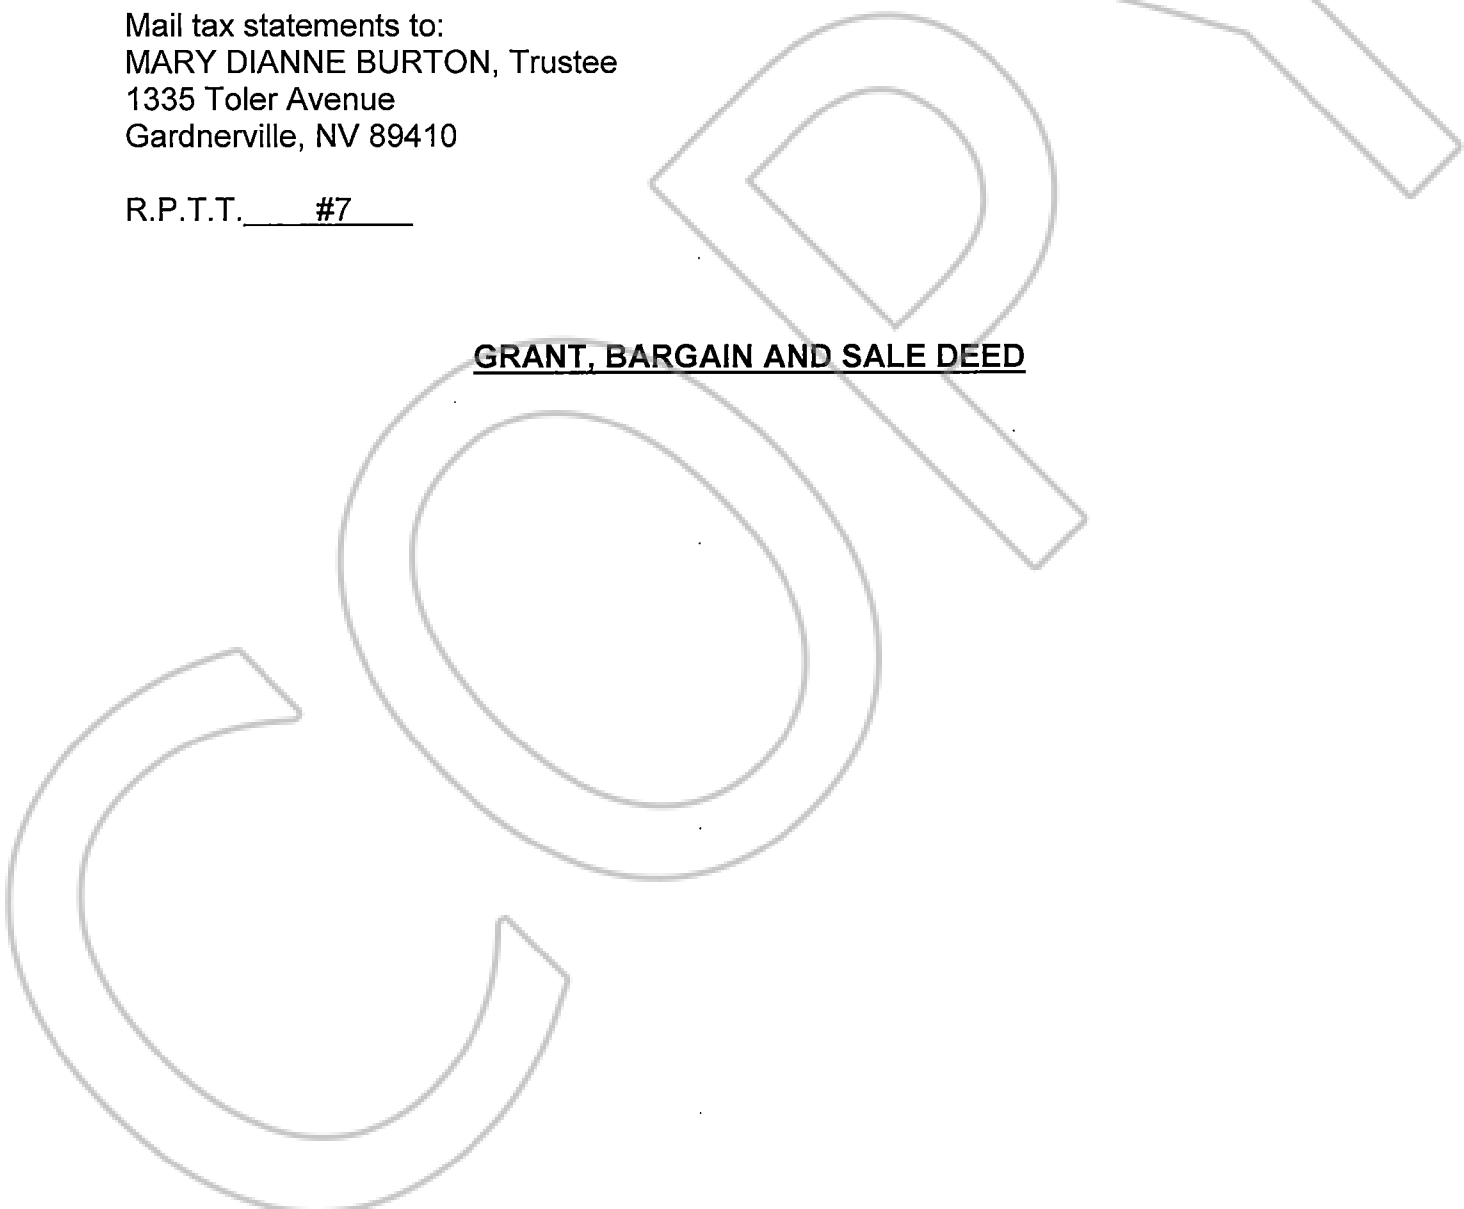 Mail tax statements to:
MARY DIANNE BURTON, Trustee
1335 Toler Avenue
Gardnerville, NV 89410
R.P.T.T. #7
GRANT, BARGAIN AND SALE DEED
COPY